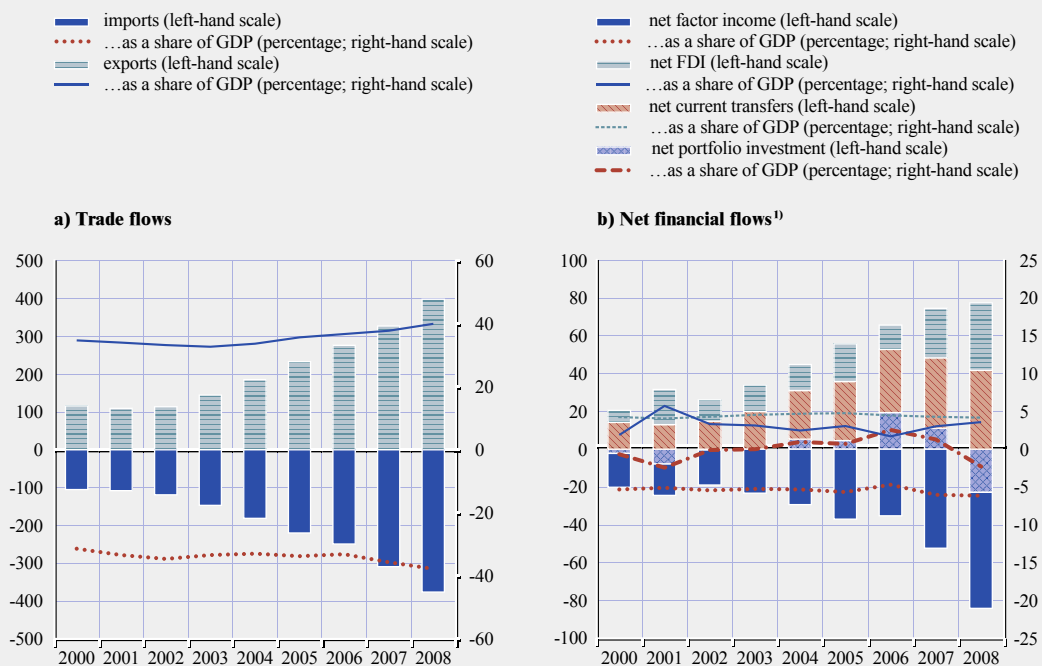 imports (left-hand scale)
…as a share of GDP (percentage; right-hand scale)
exports (left-hand scale)
…as a share of GDP (percentage; right-hand scale)
net factor income (left-hand scale)
…as a share of GDP (percentage; right-hand scale)
net FDI (left-hand scale)
…as a share of GDP (percentage; right-hand scale)
net current transfers (left-hand scale)
…as a share of GDP (percentage; right-hand scale)
net portfolio investment (left-hand scale)
…as a share of GDP (percentage; right-hand scale)
a) Trade flows
500
400
300
200
100
0
-100
-200
-300
-400
-500
60
40
20
0
-20
-40
-60
2000 2001 2002 2003 2004 2005 2006 2007 2008
b) Net financial flows¹⁾
100
80
60
40
20
0
-20
-40
-60
-80
-100
25
20
15
10
5
0
-5
-10
-15
-20
-25
2000 2001 2002 2003 2004 2005 2006 2007 2008